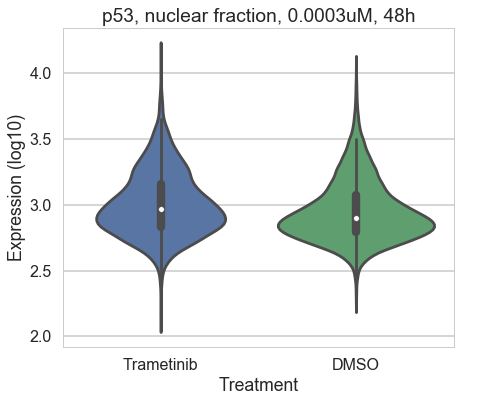 p53, nuclear fraction, 0.0003uM, 48h
Expression (log10)
4.0
3.5
3.0
2.5
2.0
Trametinib DMSO
Treatment